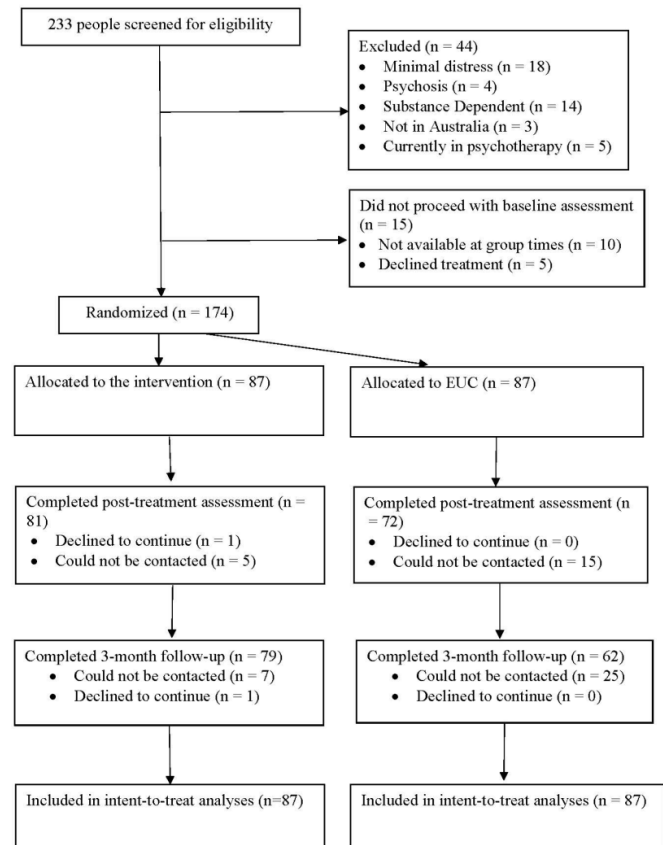 233 people screened for eligibility
Excluded (n = 44)
• Minimal distress (n = 18)
• Psychosis (n = 4)
• Substance Dependent (n = 14)
• Not in Australia (n = 3)
• Currently in psychotherapy (n = 5)
Did not proceed with baseline assessment
(n = 15)
• Not available at group times (n = 10)
• Declined treatment (n = 5)
Randomized (n = 174)
Allocated to the intervention (n = 87)
Allocated to EUC (n = 87)
Completed post-treatment assessment (n =
81)
• Declined to continue (n = 1)
• Could not be contacted (n = 5)
Completed post-treatment assessment (n
= 72)
• Declined to continue (n = 0)
• Could not be contacted (n = 15)
Completed 3-month follow-up (n = 79)
• Could not be contacted (n = 7)
• Declined to continue (n = 1)
Completed 3-month follow-up (n = 62)
• Could not be contacted (n = 25)
• Declined to continue (n = 0)
Included in intent-to-treat analyses (n=87)
Included in intent-to-treat analyses (n = 87)